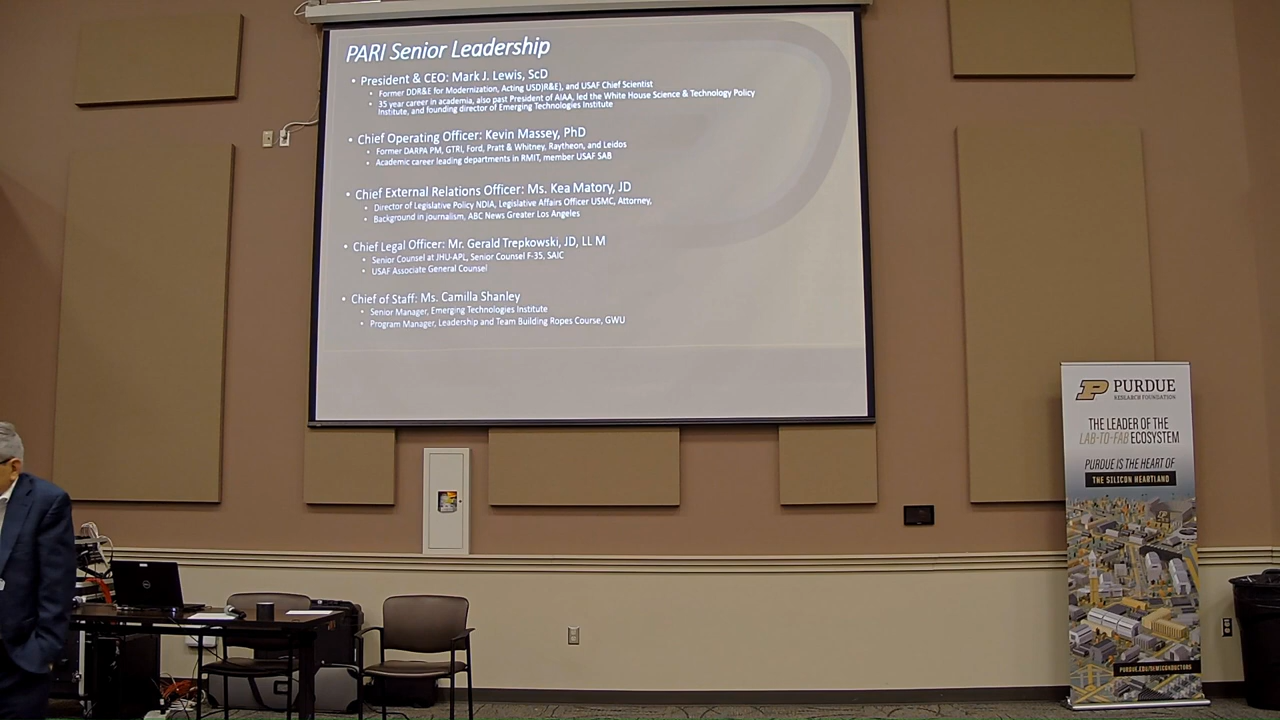 PARI Senior Leadership
• President & CEO: Mark J. Lewis, ScD
• Former DDR&E for Modernization, Acting USD)R&E), and USAF Chief Scientist
• 35 year career in academia, also past President of AIAA, led the White House Science & Technology Policy
Institute, and founding director of Emerging Technologies Institute
• Chief Operating Officer: Kevin Massey, PhD
• Former DARPA PM, GTRI, Ford, Pratt & Whitney, Raytheon, and Leidos
• Academic career leading departments in RMIT, member USAF SAB
• Chief External Relations Officer: Ms. Kea Matory, JD
• Director of Legislative Policy NDIA, Legislative Affairs Officer USMC, Attorney,
• Background in journalism, ABC News Greater Los Angeles
• Chief Legal Officer: Mr. Gerald Trepkowski, JD, LL M
• Senior Counsel at JHU-APL, Senior Counsel F-35, SAIC
• USAF Associate General Counsel
• Chief of Staff: Ms. Camilla Shanley
• Senior Manager, Emerging Technologies Institute
• Program Manager, Leadership and Team Building Ropes Course, GWU
PURDUE
RESEARCH FOUNDATION
THE LEADER OF THE
LAB-TO-FAB ECOSYSTEM
PURDUE IS THE HEART OF
THE SILICON HEARTLAND
PURDUE.EDU/SEMICONDUCTORS